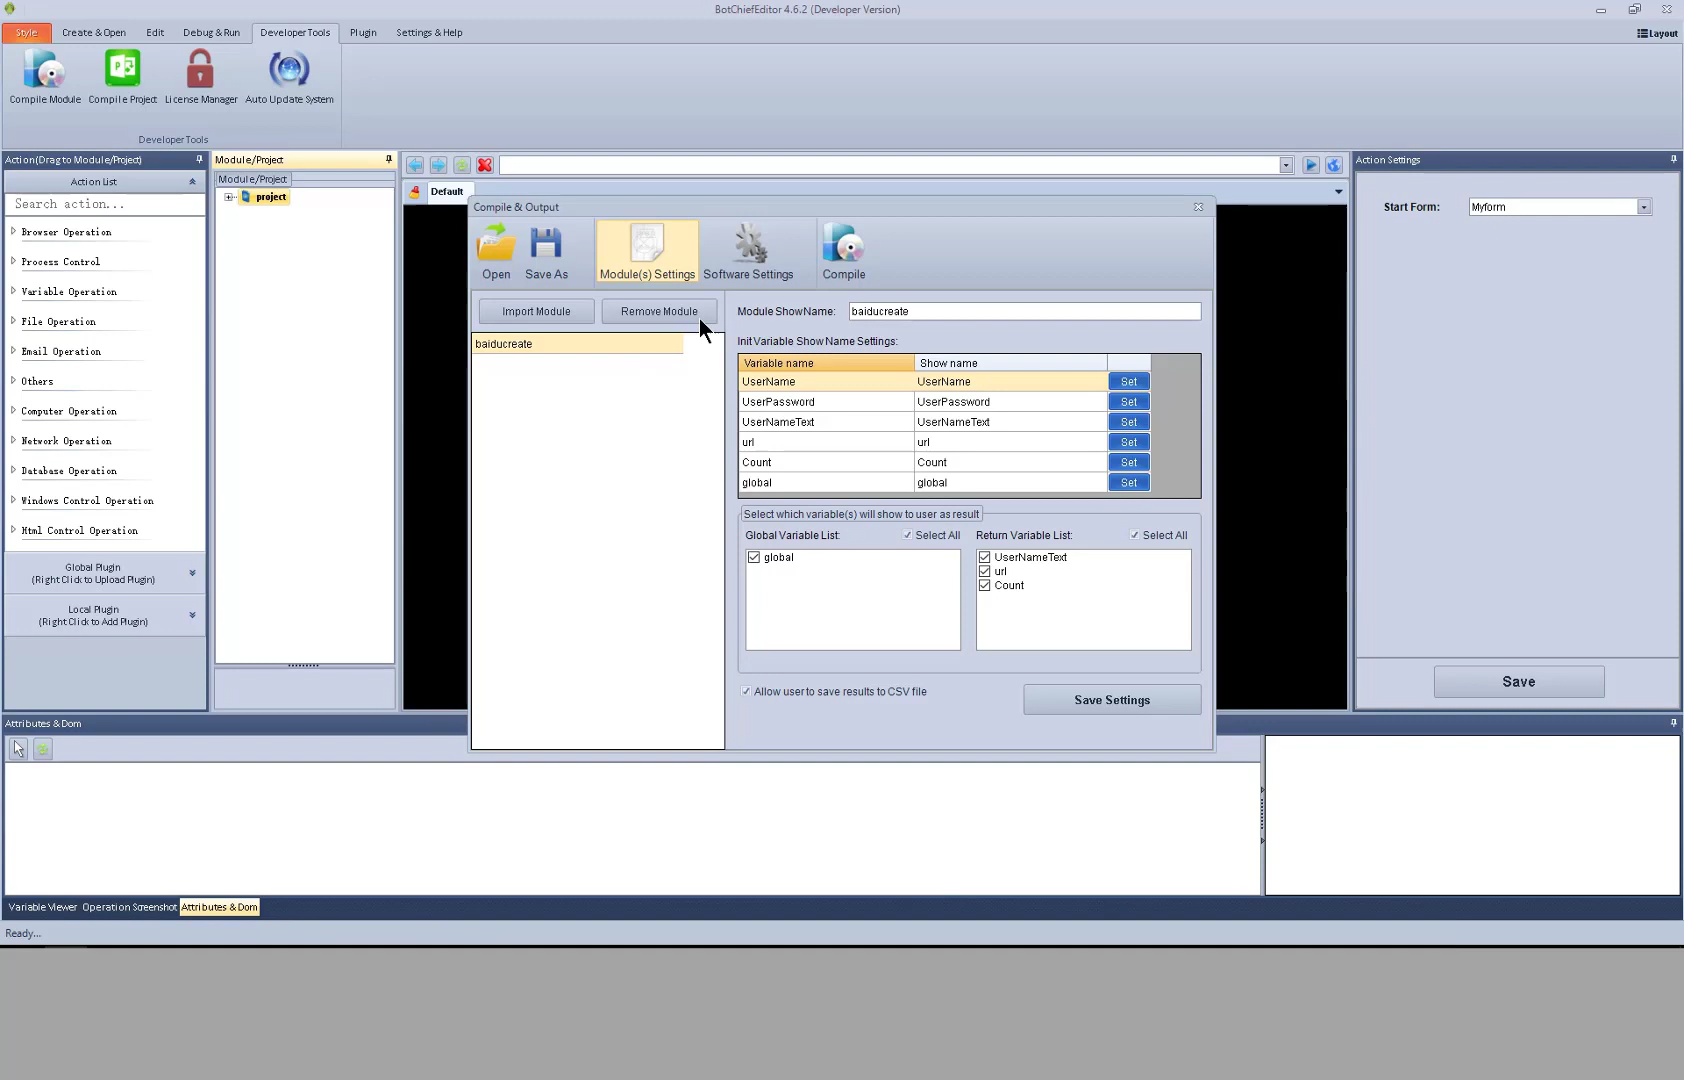 BotChiefEditor 4.6.2 (Developer Version)
Style
Create & Open
Edit
Debug & Run
Developer Tools
Plugin
Settings & Help
Layout
Compile Module
Compile Project
License Manager
Auto Update System
Developer Tools
Action(Drag to Module/Project)
Action List
Search action...
Browser Operation
Process Control
Variable Operation
File Operation
Email Operation
Others
Computer Operation
Network Operation
Database Operation
Windows Control Operation
Html Control Operation
Global Plugin
(Right Click to Upload Plugin)
Local Plugin
(Right Click to Add Plugin)
Module/Project
Module/Project
project
Default
Compile & Output
Open
Save As
Module(s) Settings
Software Settings
Compile
Import Module
Remove Module
baiducreate
Module ShowName:
baiducreate
Init Variable Show Name Settings:
Variable name
Show name
UserName
UserName
Set
UserPassword
UserPassword
Set
UserNameText
UserNameText
Set
url
url
Set
Count
Count
Set
global
global
Set
Select which variable(s) will show to user as result
Global Variable List:
Select All
global
Return Variable List:
Select All
UserNameText
url
Count
Allow user to save results to CSV file
Save Settings
Action Settings
Start Form:
Myform
Save
Attributes & Dom
Variable Viewer
Operation Screenshot
Attributes & Dom
Ready...